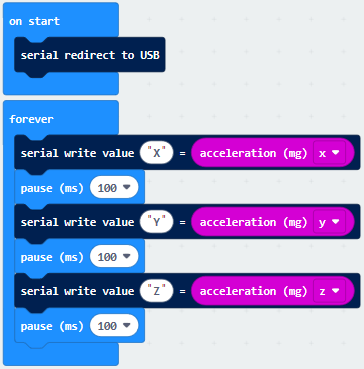 on start
serial redirect to USB
forever
serial write value "X" = acceleration (mg) x
pause (ms) 100
serial write value "Y" = acceleration (mg) y
pause (ms) 100
serial write value "Z" = acceleration (mg) z
pause (ms) 100